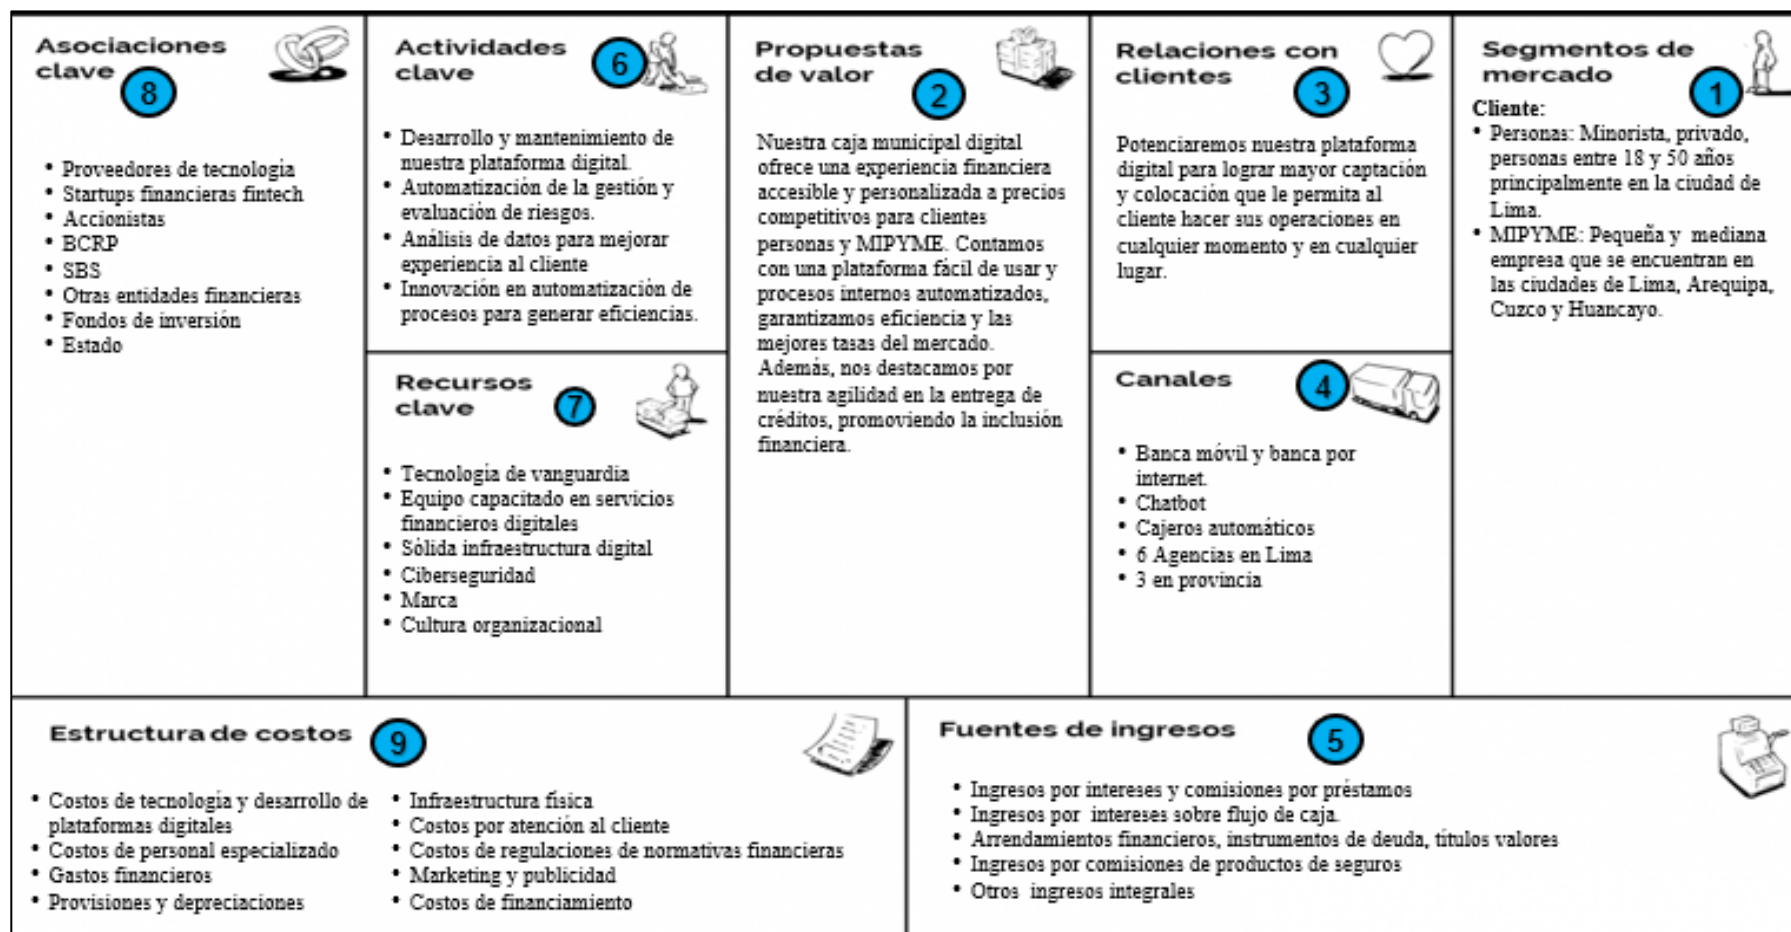 Asociaciones
clave
8
• Proveedores de tecnología
• Startups financieras fintech
• Accionistas
• BCRP
• SBS
• Otras entidades financieras
• Fondos de inversión
• Estado
Actividades
clave
6
• Desarrollo y mantenimiento de
nuestra plataforma digital.
• Automatización de la gestión y
evaluación de riesgos.
• Análisis de datos para mejorar
experiencia al cliente
• Innovación en automatización de
procesos para generar eficiencias.
Recursos
clave
7
• Tecnología de vanguardia
• Equipo capacitado en servicios
financieros digitales
• Sólida infraestructura digital
• Ciberseguridad
• Marca
• Cultura organizacional
Propuestas
de valor
2
Nuestra caja municipal digital
ofrece una experiencia financiera
accesible y personalizada a precios
competitivos para clientes
personas y MIPYME. Contamos
con una plataforma fácil de usar y
procesos internos automatizados,
garantizamos eficiencia y las
mejores tasas del mercado.
Además, nos destacamos por
nuestra agilidad en la entrega de
créditos, promoviendo la inclusión
financiera.
Relaciones con
clientes
3
Potenciaremos nuestra plataforma
digital para lograr mayor captación
y colocación que le permita al
cliente hacer sus operaciones en
cualquier momento y en cualquier
lugar.
Canales
4
• Banca móvil y banca por
internet.
• Chatbot
• Cajeros automáticos
• 6 Agencias en Lima
• 3 en provincia
Segmentos de
mercado
1
Cliente:
• Personas: Minorista, privado,
personas entre 18 y 50 años
principalmente en la ciudad de
Lima.
• MIPYME: Pequeña y mediana
empresa que se encuentran en
las ciudades de Lima, Arequipa,
Cuzco y Huancayo.
Estructura de costos
9
• Costos de tecnología y desarrollo de
plataformas digitales
• Costos de personal especializado
• Gastos financieros
• Provisiones y depreciaciones
• Infraestructura física
• Costos por atención al cliente
• Costos de regulaciones de normativas financieras
• Marketing y publicidad
• Costos de financiamiento
Fuentes de ingresos
5
• Ingresos por intereses y comisiones por préstamos
• Ingresos por intereses sobre flujo de caja.
• Arrendamientos financieros, instrumentos de deuda, títulos valores
• Ingresos por comisiones de productos de seguros
• Otros ingresos integrales